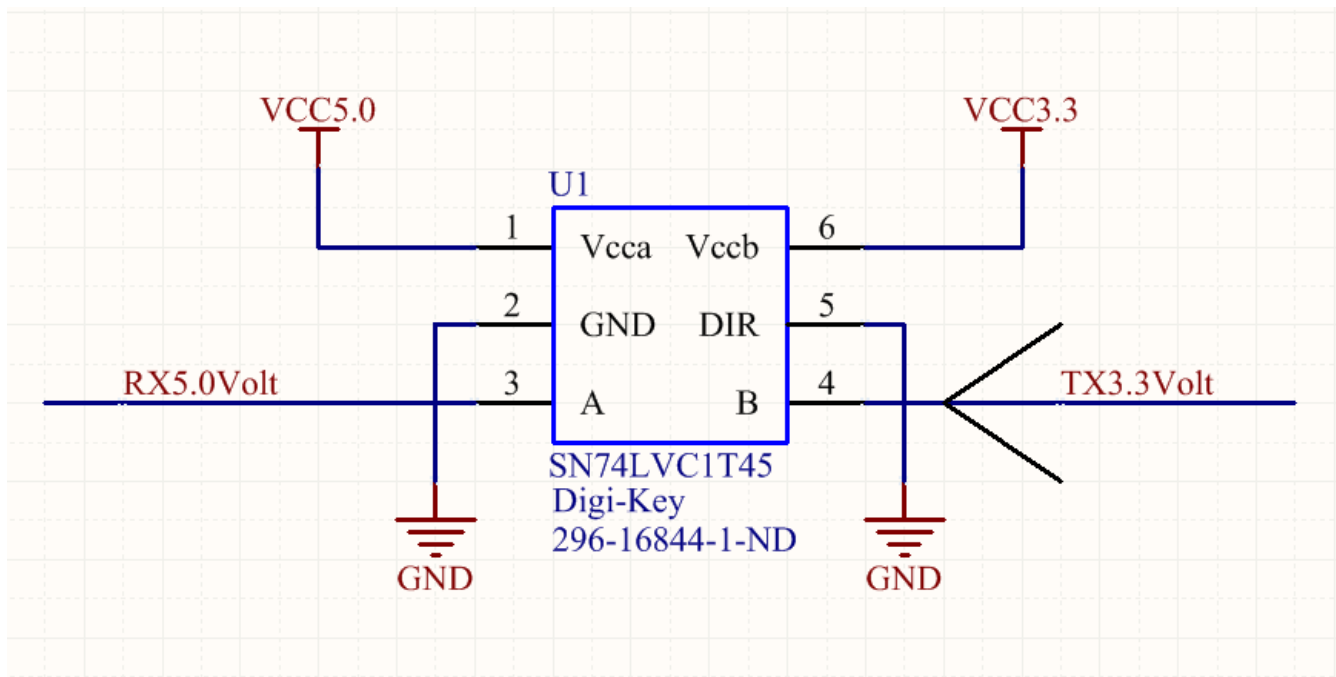 VCC5.0
VCC3.3
U1
1
6
Vcca
Vccb
2
5
GND
DIR
RX5.0Volt
3
4
TX3.3Volt
A
B
SN74LVC1T45
Digi-Key
296-16844-1-ND
GND
GND